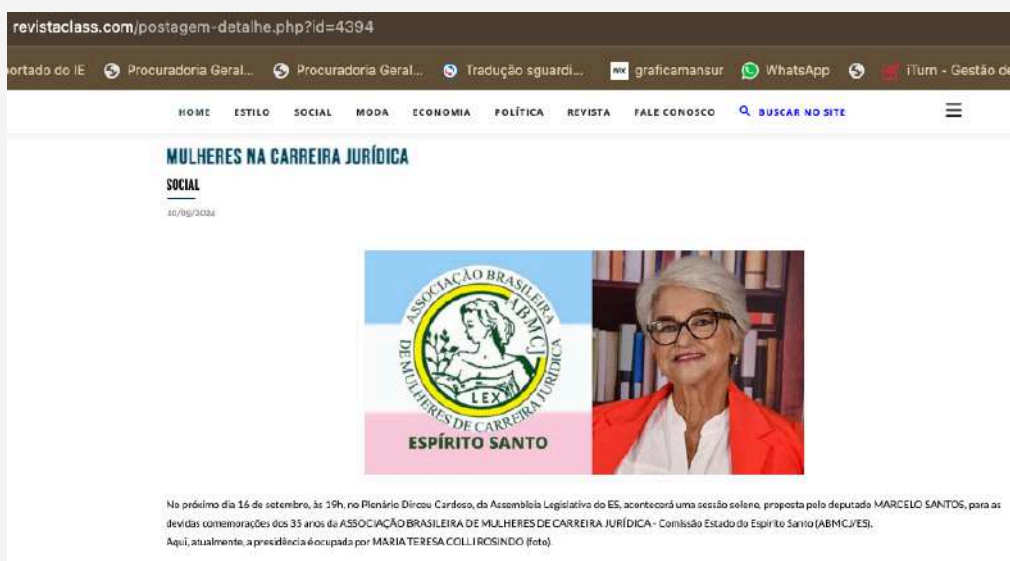 revistaclass.com/postagem-detalhe.php?id=4394
ortado do IE Procuradoria Geral... Procuradoria Geral... Tradução sguardi... graficamansur WhatsApp iTurn - Gestão de
HOME ESTILO SOCIAL MODA ECONOMIA POLÍTICA REVISTA FALE CONOSCO BUSCAR NO SITE
MULHERES NA CARREIRA JURÍDICA
SOCIAL
10/09/2024
ASSOCIAÇÃO BRASILEIRA
DE MULHERES DE CARREIRA JURÍDICA
ABMCJ
LEX
ESPÍRITO SANTO
No próximo dia 16 de setembro, às 19h, no Plenário Dirceu Cardoso, da Assembleia Legislativa do ES, acontecerá uma sessão solene, proposta pelo deputado MARCELO SANTOS, para as
devidas comemorações dos 35 anos da ASSOCIAÇÃO BRASILEIRA DE MULHERES DE CARREIRA JURÍDICA - Comissão Estado do Espírito Santo (ABMCJ/ES).
Aqui, atualmente, a presidência é ocupada por MARIA TERESA COLLI ROSINDO (foto).